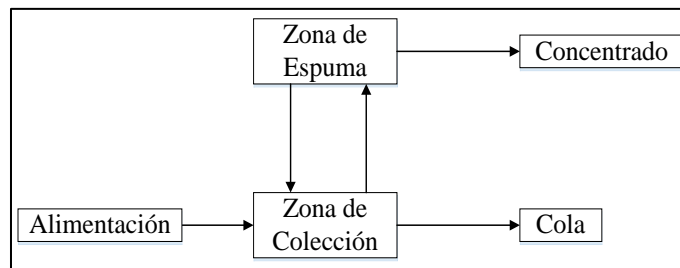 Zona de
Espuma
Concentrado
Alimentación
Zona de
Colección
Cola